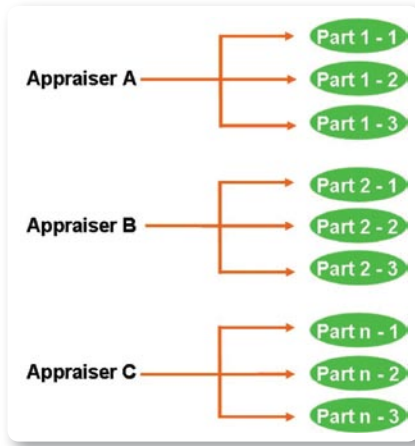 Part 1 - 1
Appraiser A
Part 1 - 2
Part 1 - 3
Part 2 - 1
Appraiser B
Part 2 - 2
Part 2 - 3
Part n - 1
Appraiser C
Part n - 2
Part n - 3